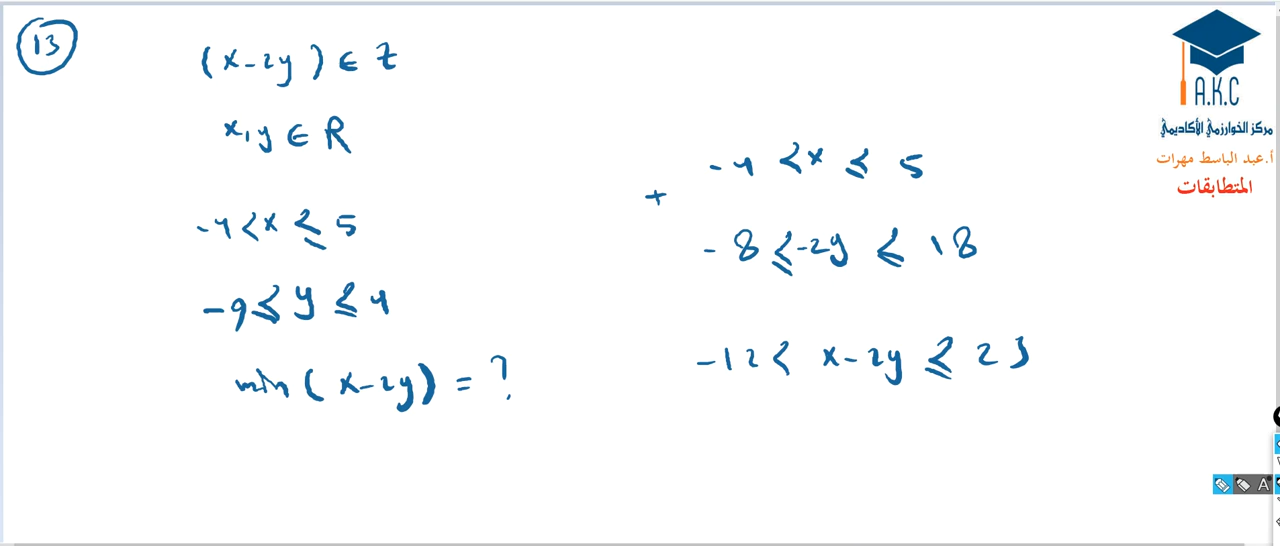 13
(x-2y) ∈ Z
x,y ∈ R
-4 < x ≤ 5
-9 ≤ y ≤ 4
min (x-2y) = ?
-4 < x ≤ 5
+
-8 ≤ -2y ≤ 18
-12 < x-2y ≤ 23
A.K.C
مركز الخوارزمي الأكاديمي
أ.عبد الباسط مهرات
المتطابقات
A